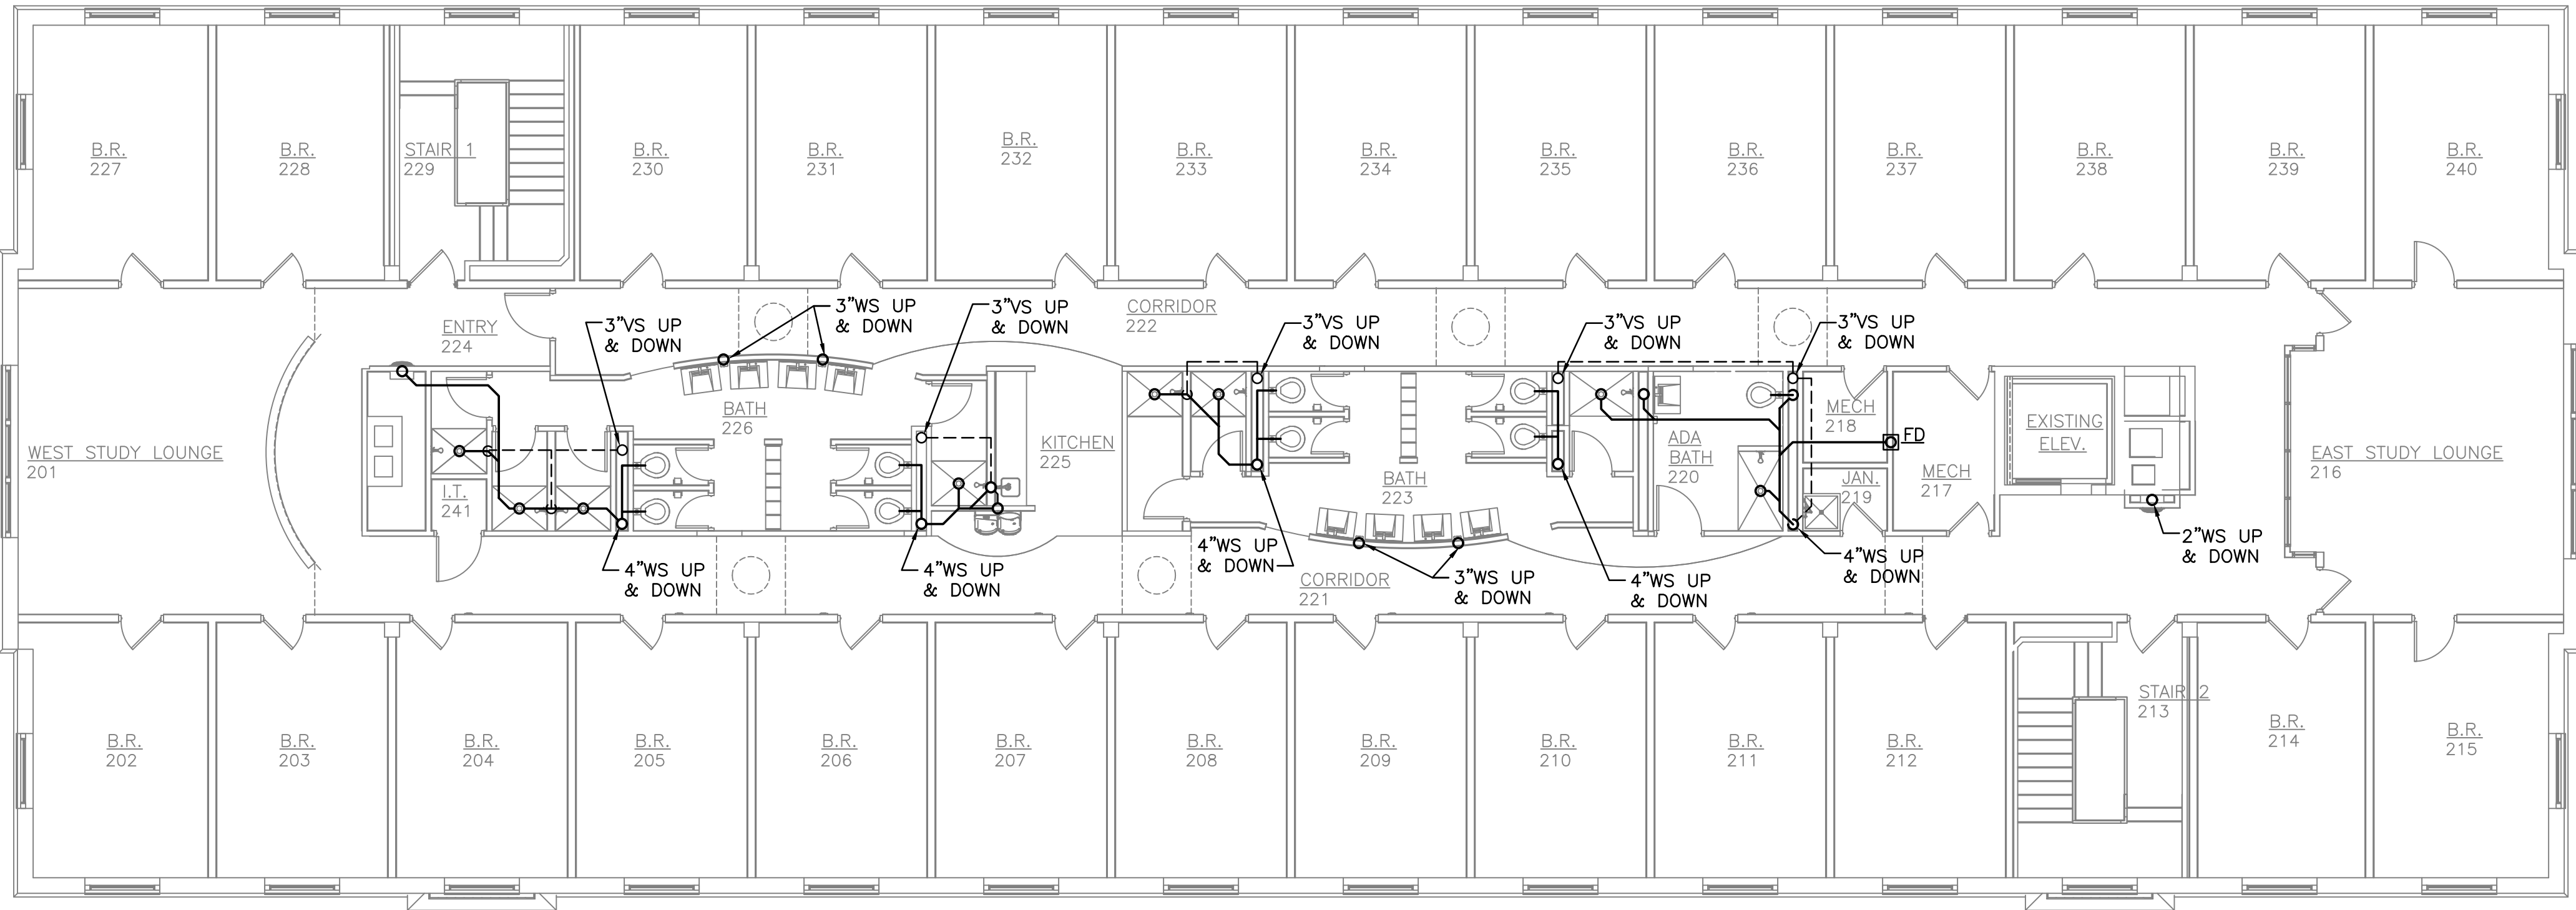 B.R.
227
B.R.
228
STAIR 1
229
B.R.
230
B.R.
231
B.R.
232
B.R.
233
B.R.
234
B.R.
235
B.R.
236
B.R.
237
B.R.
238
B.R.
239
B.R.
240
ENTRY
224
3"VS UP
& DOWN
3"WS UP
& DOWN
3"VS UP
& DOWN
CORRIDOR
222
3"VS UP
& DOWN
3"VS UP
& DOWN
3"VS UP
& DOWN
WEST STUDY LOUNGE
201
I.T.
241
BATH
226
KITCHEN
225
BATH
223
ADA
BATH
220
MECH
218
FD
JAN.
219
MECH
217
EXISTING
ELEV.
EAST STUDY LOUNGE
216
4"WS UP
& DOWN
4"WS UP
& DOWN
4"WS UP
& DOWN
CORRIDOR
221
3"WS UP
& DOWN
4"WS UP
& DOWN
4"WS UP
& DOWN
2"WS UP
& DOWN
B.R.
202
B.R.
203
B.R.
204
B.R.
205
B.R.
206
B.R.
207
B.R.
208
B.R.
209
B.R.
210
B.R.
211
B.R.
212
STAIR 2
213
B.R.
214
B.R.
215